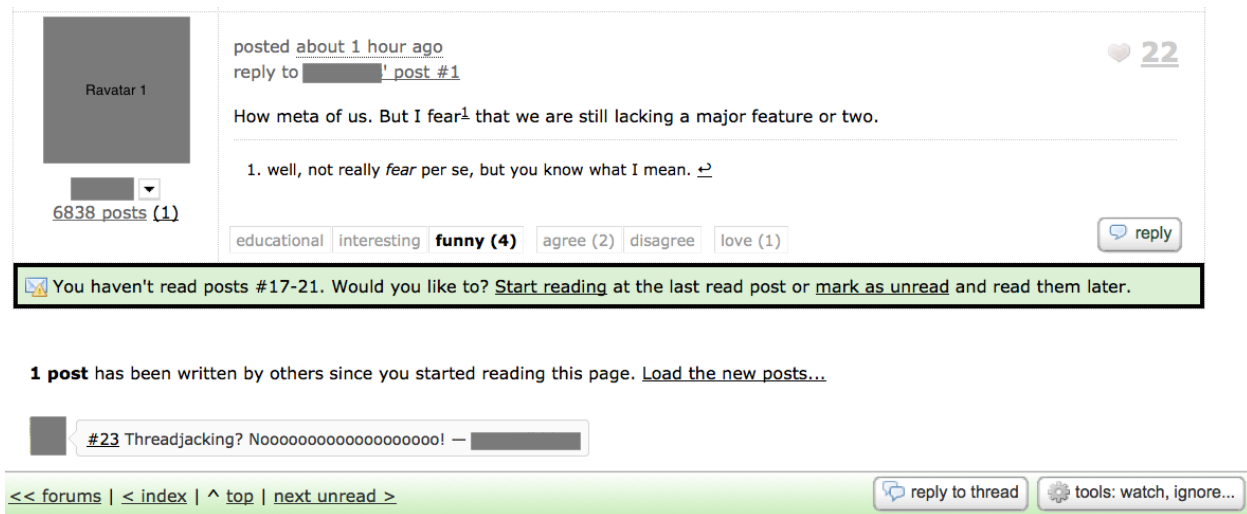 Ravatar 1
6838 posts (1)
posted about 1 hour ago
reply to ' post #1
22
How meta of us. But I fear1 that we are still lacking a major feature or two.
1. well, not really fear per se, but you know what I mean. ↩
educational interesting funny (4) agree (2) disagree love (1)
reply
You haven't read posts #17-21. Would you like to? Start reading at the last read post or mark as unread and read them later.
1 post has been written by others since you started reading this page. Load the new posts...
#23 Threadjacking? Nooooooooooooooooooo! —
<< forums | < index | ^ top | next unread >
reply to thread
tools: watch, ignore...